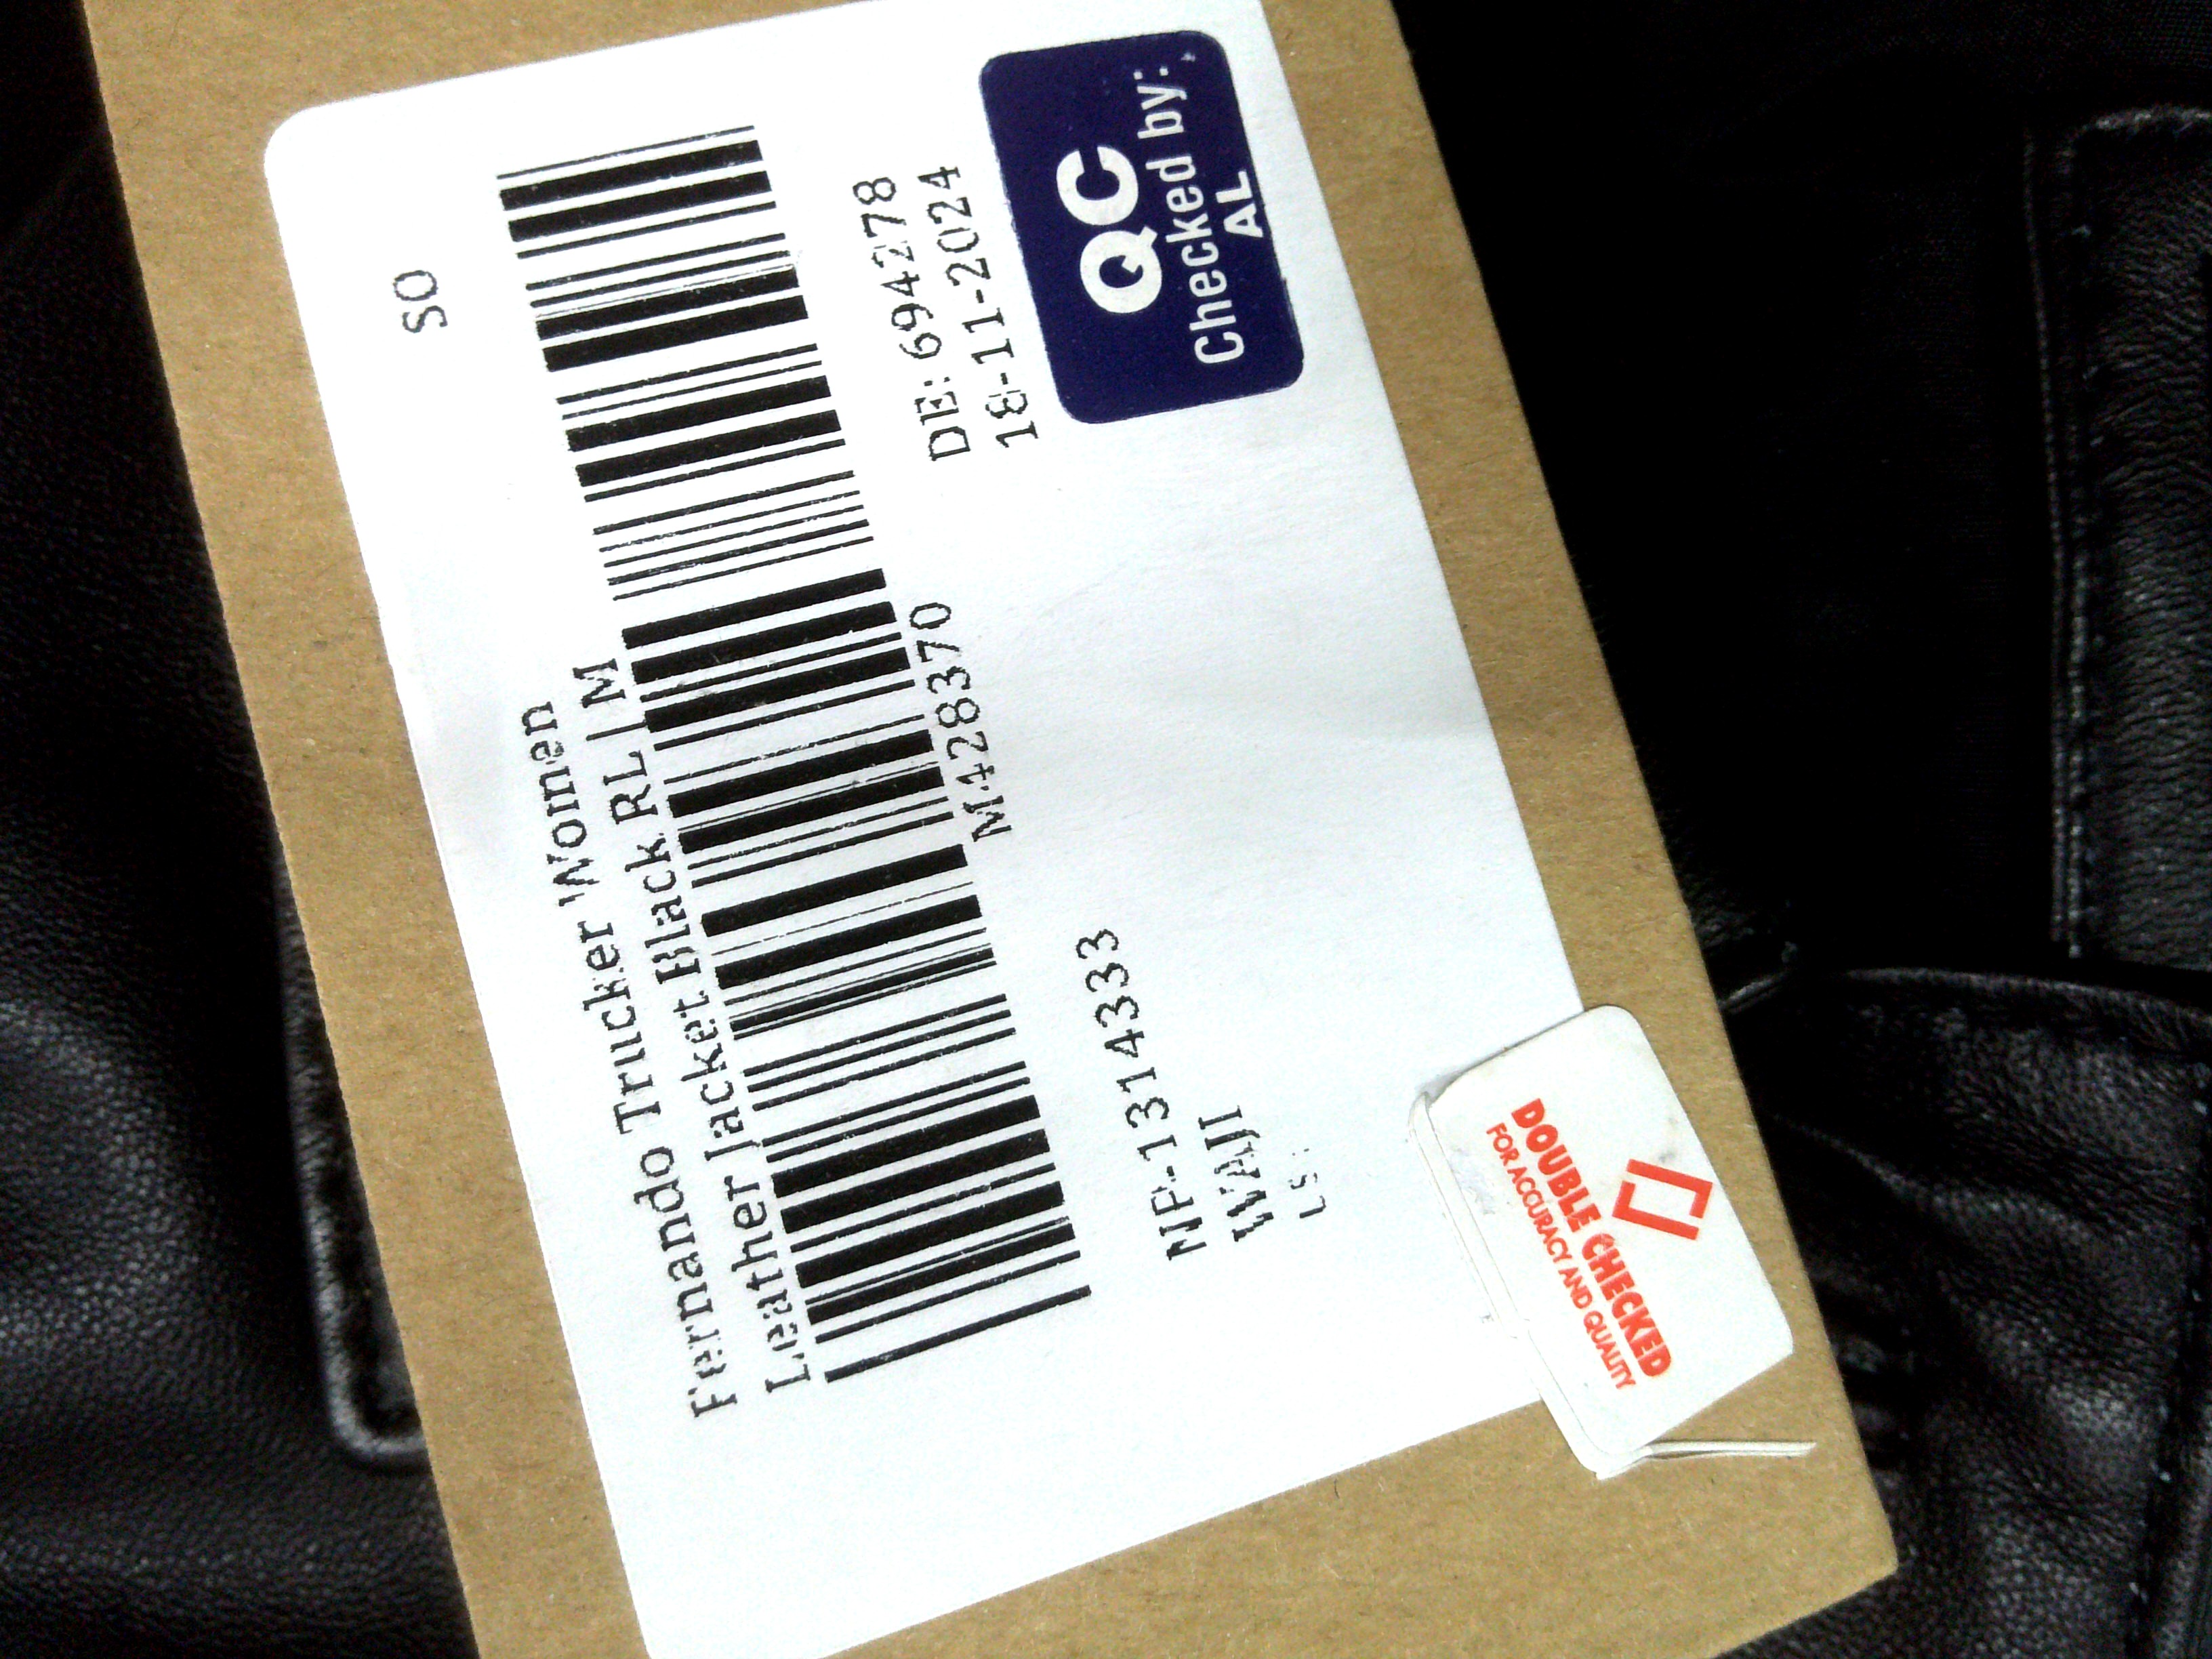 SO
Fernando Trucker Women
Leather Jacket Black RL | M
M428370
DE: 694278
18-11-2024
NP-1314333
WAJI
QC
Checked by:
AL
DOUBLE CHECKED
FOR ACCURACY AND QUALITY